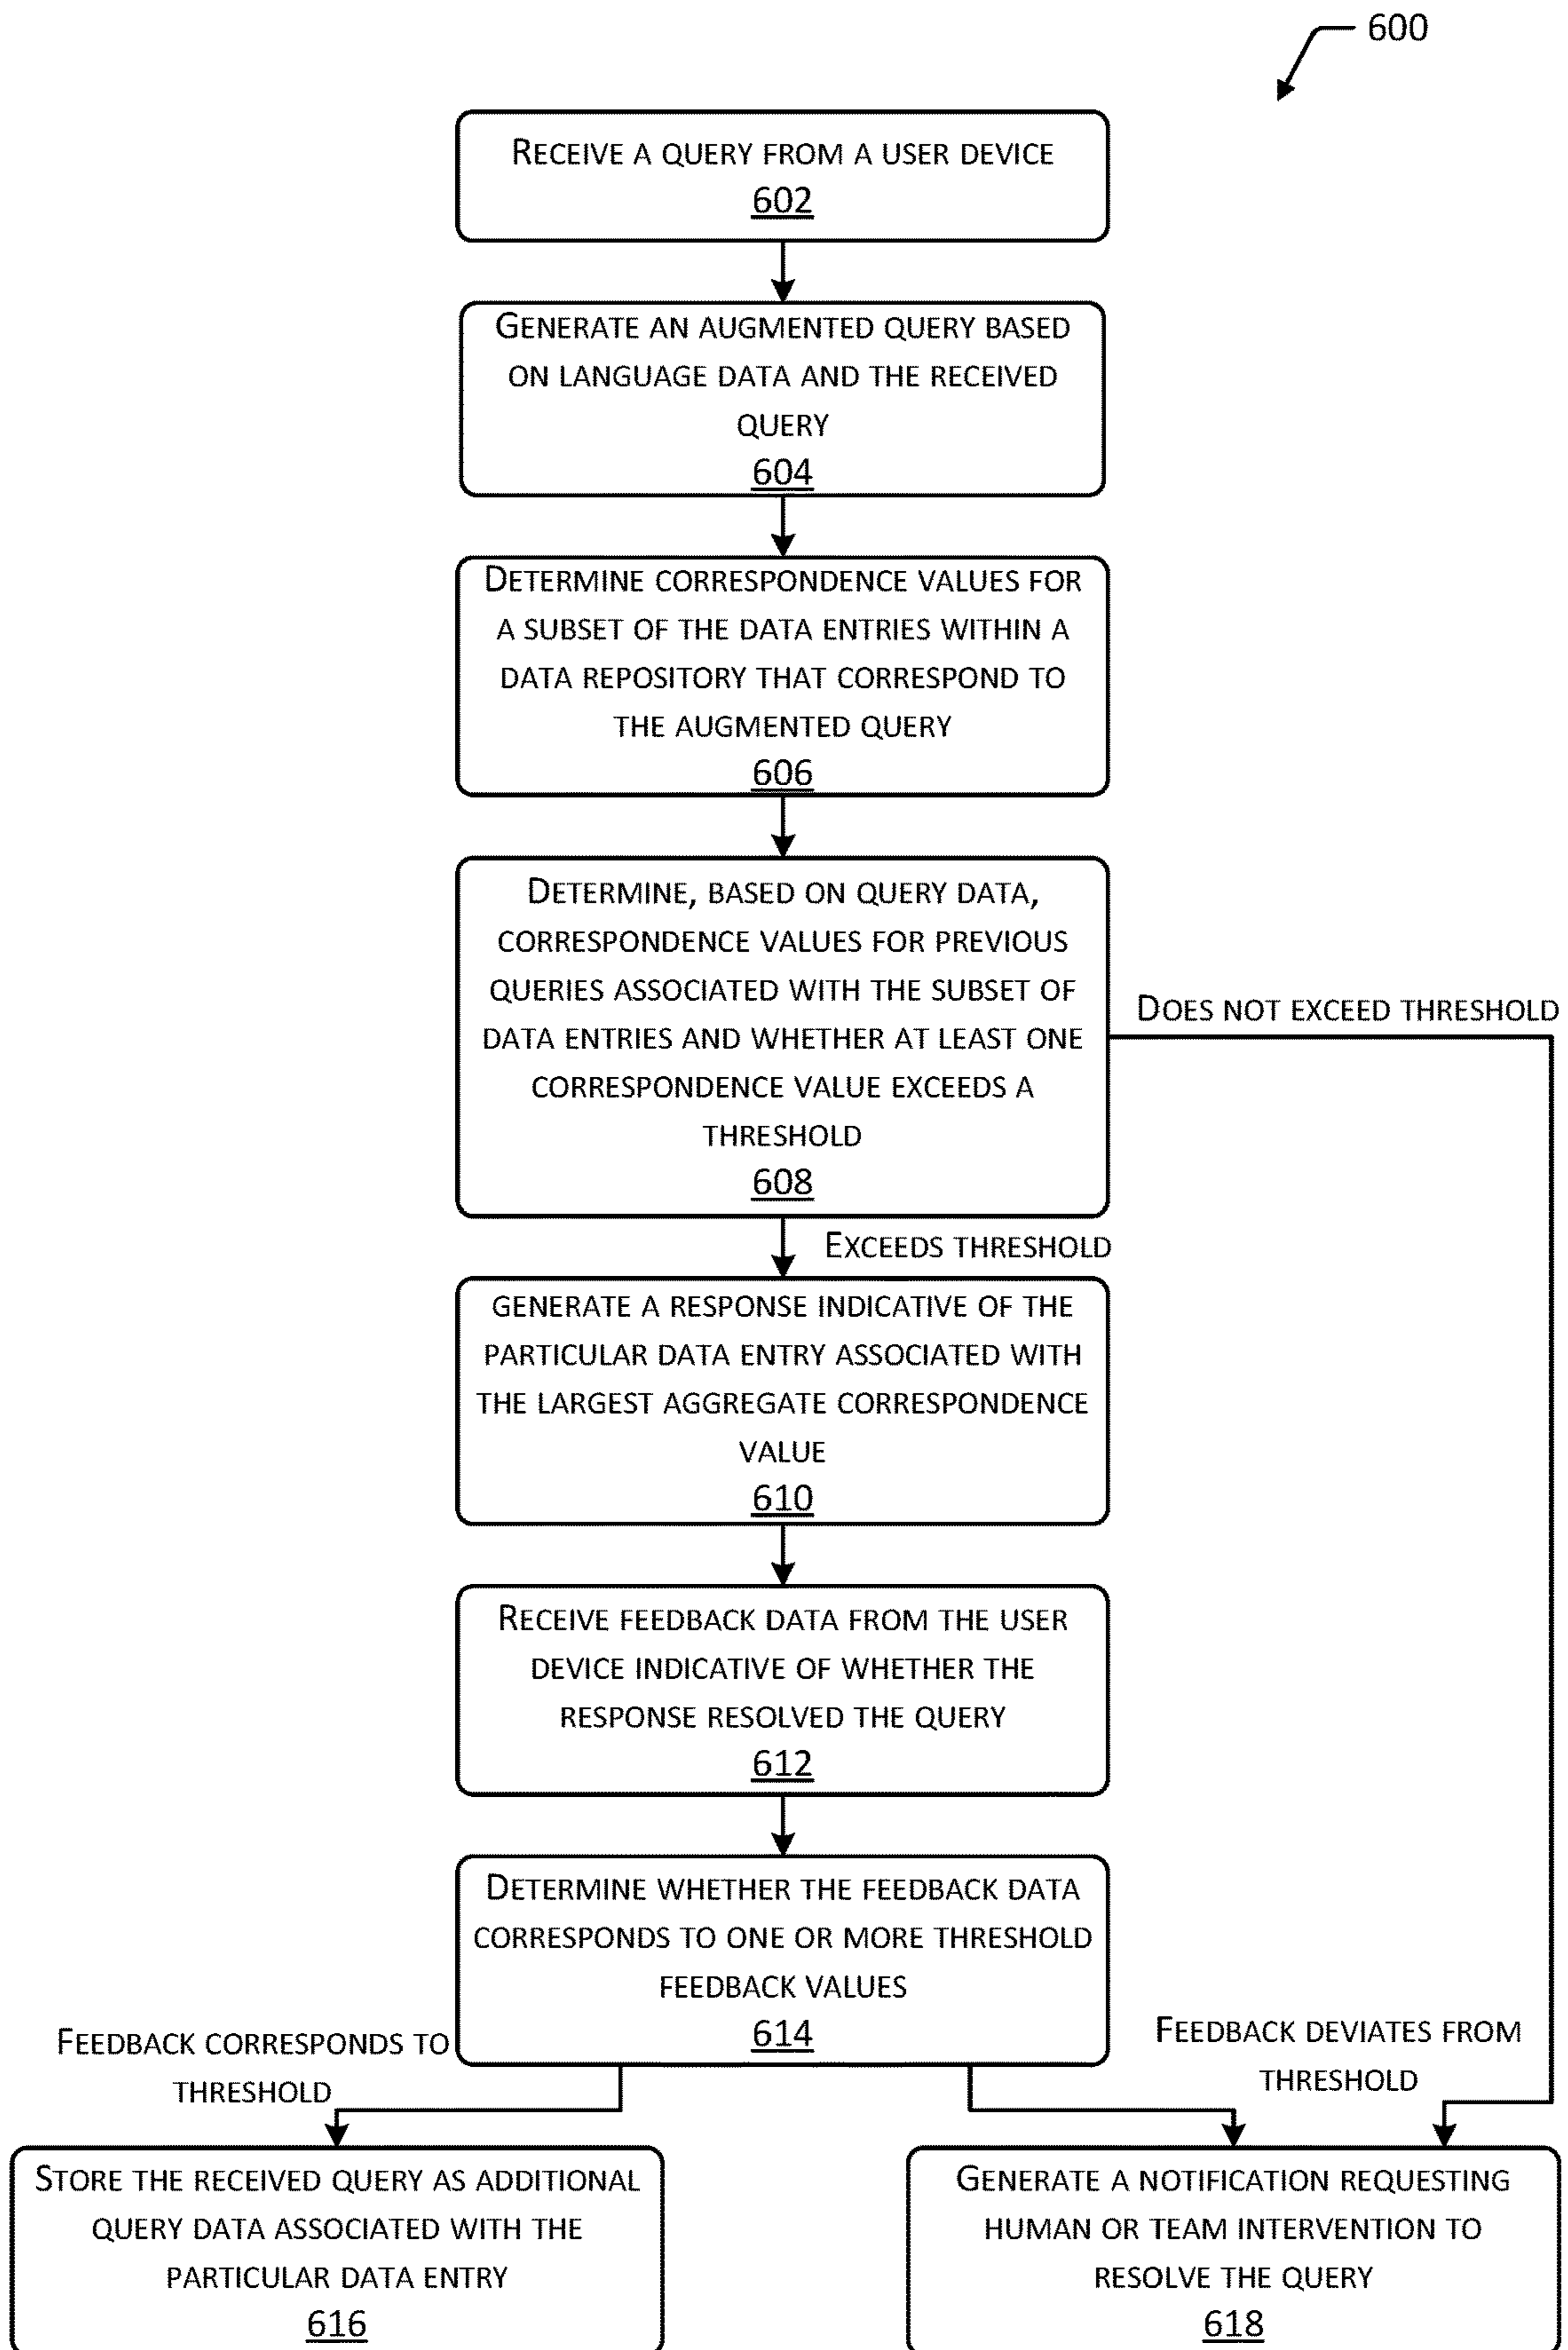 600
RECEIVE A QUERY FROM A USER DEVICE
602
GENERATE AN AUGMENTED QUERY BASED
ON LANGUAGE DATA AND THE RECEIVED
QUERY
604
DETERMINE CORRESPONDENCE VALUES FOR
A SUBSET OF THE DATA ENTRIES WITHIN A
DATA REPOSITORY THAT CORRESPOND TO
THE AUGMENTED QUERY
606
DETERMINE, BASED ON QUERY DATA,
CORRESPONDENCE VALUES FOR PREVIOUS
QUERIES ASSOCIATED WITH THE SUBSET OF
DATA ENTRIES AND WHETHER AT LEAST ONE
CORRESPONDENCE VALUE EXCEEDS A
THRESHOLD
608
DOES NOT EXCEED THRESHOLD
EXCEEDS THRESHOLD
GENERATE A RESPONSE INDICATIVE OF THE
PARTICULAR DATA ENTRY ASSOCIATED WITH
THE LARGEST AGGREGATE CORRESPONDENCE
VALUE
610
RECEIVE FEEDBACK DATA FROM THE USER
DEVICE INDICATIVE OF WHETHER THE
RESPONSE RESOLVED THE QUERY
612
DETERMINE WHETHER THE FEEDBACK DATA
CORRESPONDS TO ONE OR MORE THRESHOLD
FEEDBACK VALUES
614
FEEDBACK CORRESPONDS TO
THRESHOLD
FEEDBACK DEVIATES FROM
THRESHOLD
STORE THE RECEIVED QUERY AS ADDITIONAL
QUERY DATA ASSOCIATED WITH THE
PARTICULAR DATA ENTRY
616
GENERATE A NOTIFICATION REQUESTING
HUMAN OR TEAM INTERVENTION TO
RESOLVE THE QUERY
618